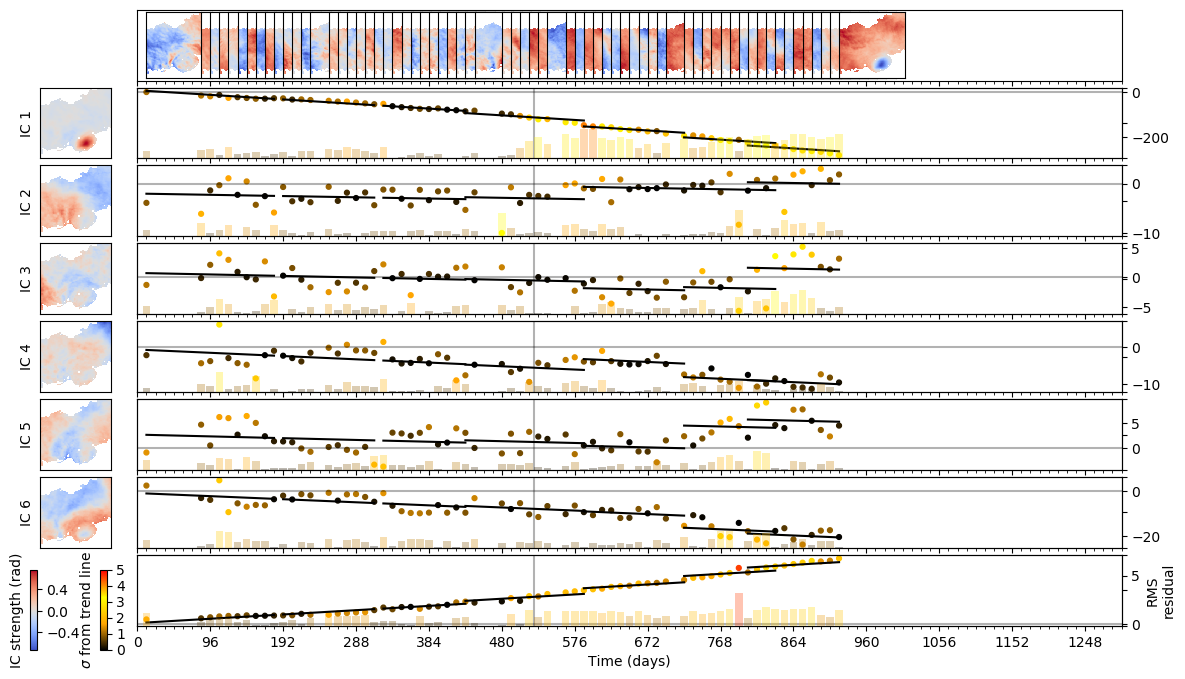 IC 1
0
−200
IC 2
0
−10
IC 3
5
0
−5
IC 4
0
−10
IC 5
5
0
IC 6
0
−20
RMS
residual
5
0
IC strength (rad)
0.4
0.0
−0.4
σ from trend line
5
4
3
2
1
0
0 96 192 288 384 480 576 672 768 864 960 1056 1152 1248
Time (days)